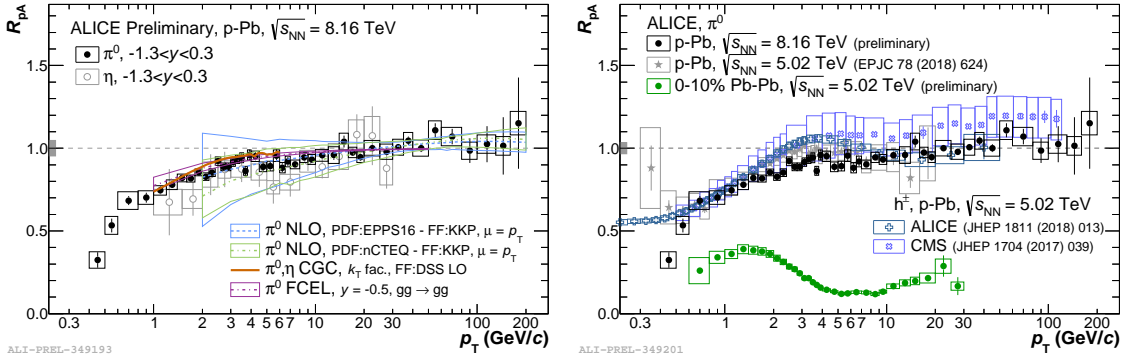 R_pA
ALICE Preliminary, p-Pb, √s_NN = 8.16 TeV
π⁰, -1.3<y<0.3
η, -1.3<y<0.3
1.5
1.0
0.5
0.0
π⁰ NLO, PDF:EPPS16 - FF:KKP, μ = p_T
π⁰ NLO, PDF:nCTEQ - FF:KKP, μ = p_T
π⁰,η CGC, k_T fac., FF:DSS LO
π⁰ FCEL, y = -0.5, gg → gg
0.3 1 2 3 4 5 6 7 10 20 30 100 200
p_T (GeV/c)
ALI-PREL-349193
R_pA
ALICE, π⁰
p-Pb, √s_NN = 8.16 TeV (preliminary)
p-Pb, √s_NN = 5.02 TeV (EPJC 78 (2018) 624)
0-10% Pb-Pb, √s_NN = 5.02 TeV (preliminary)
1.5
1.0
0.5
0.0
h±, p-Pb, √s_NN = 5.02 TeV
ALICE (JHEP 1811 (2018) 013)
CMS (JHEP 1704 (2017) 039)
0.3 1 2 3 4 5 6 7 10 20 30 100 200
p_T (GeV/c)
ALI-PREL-349201